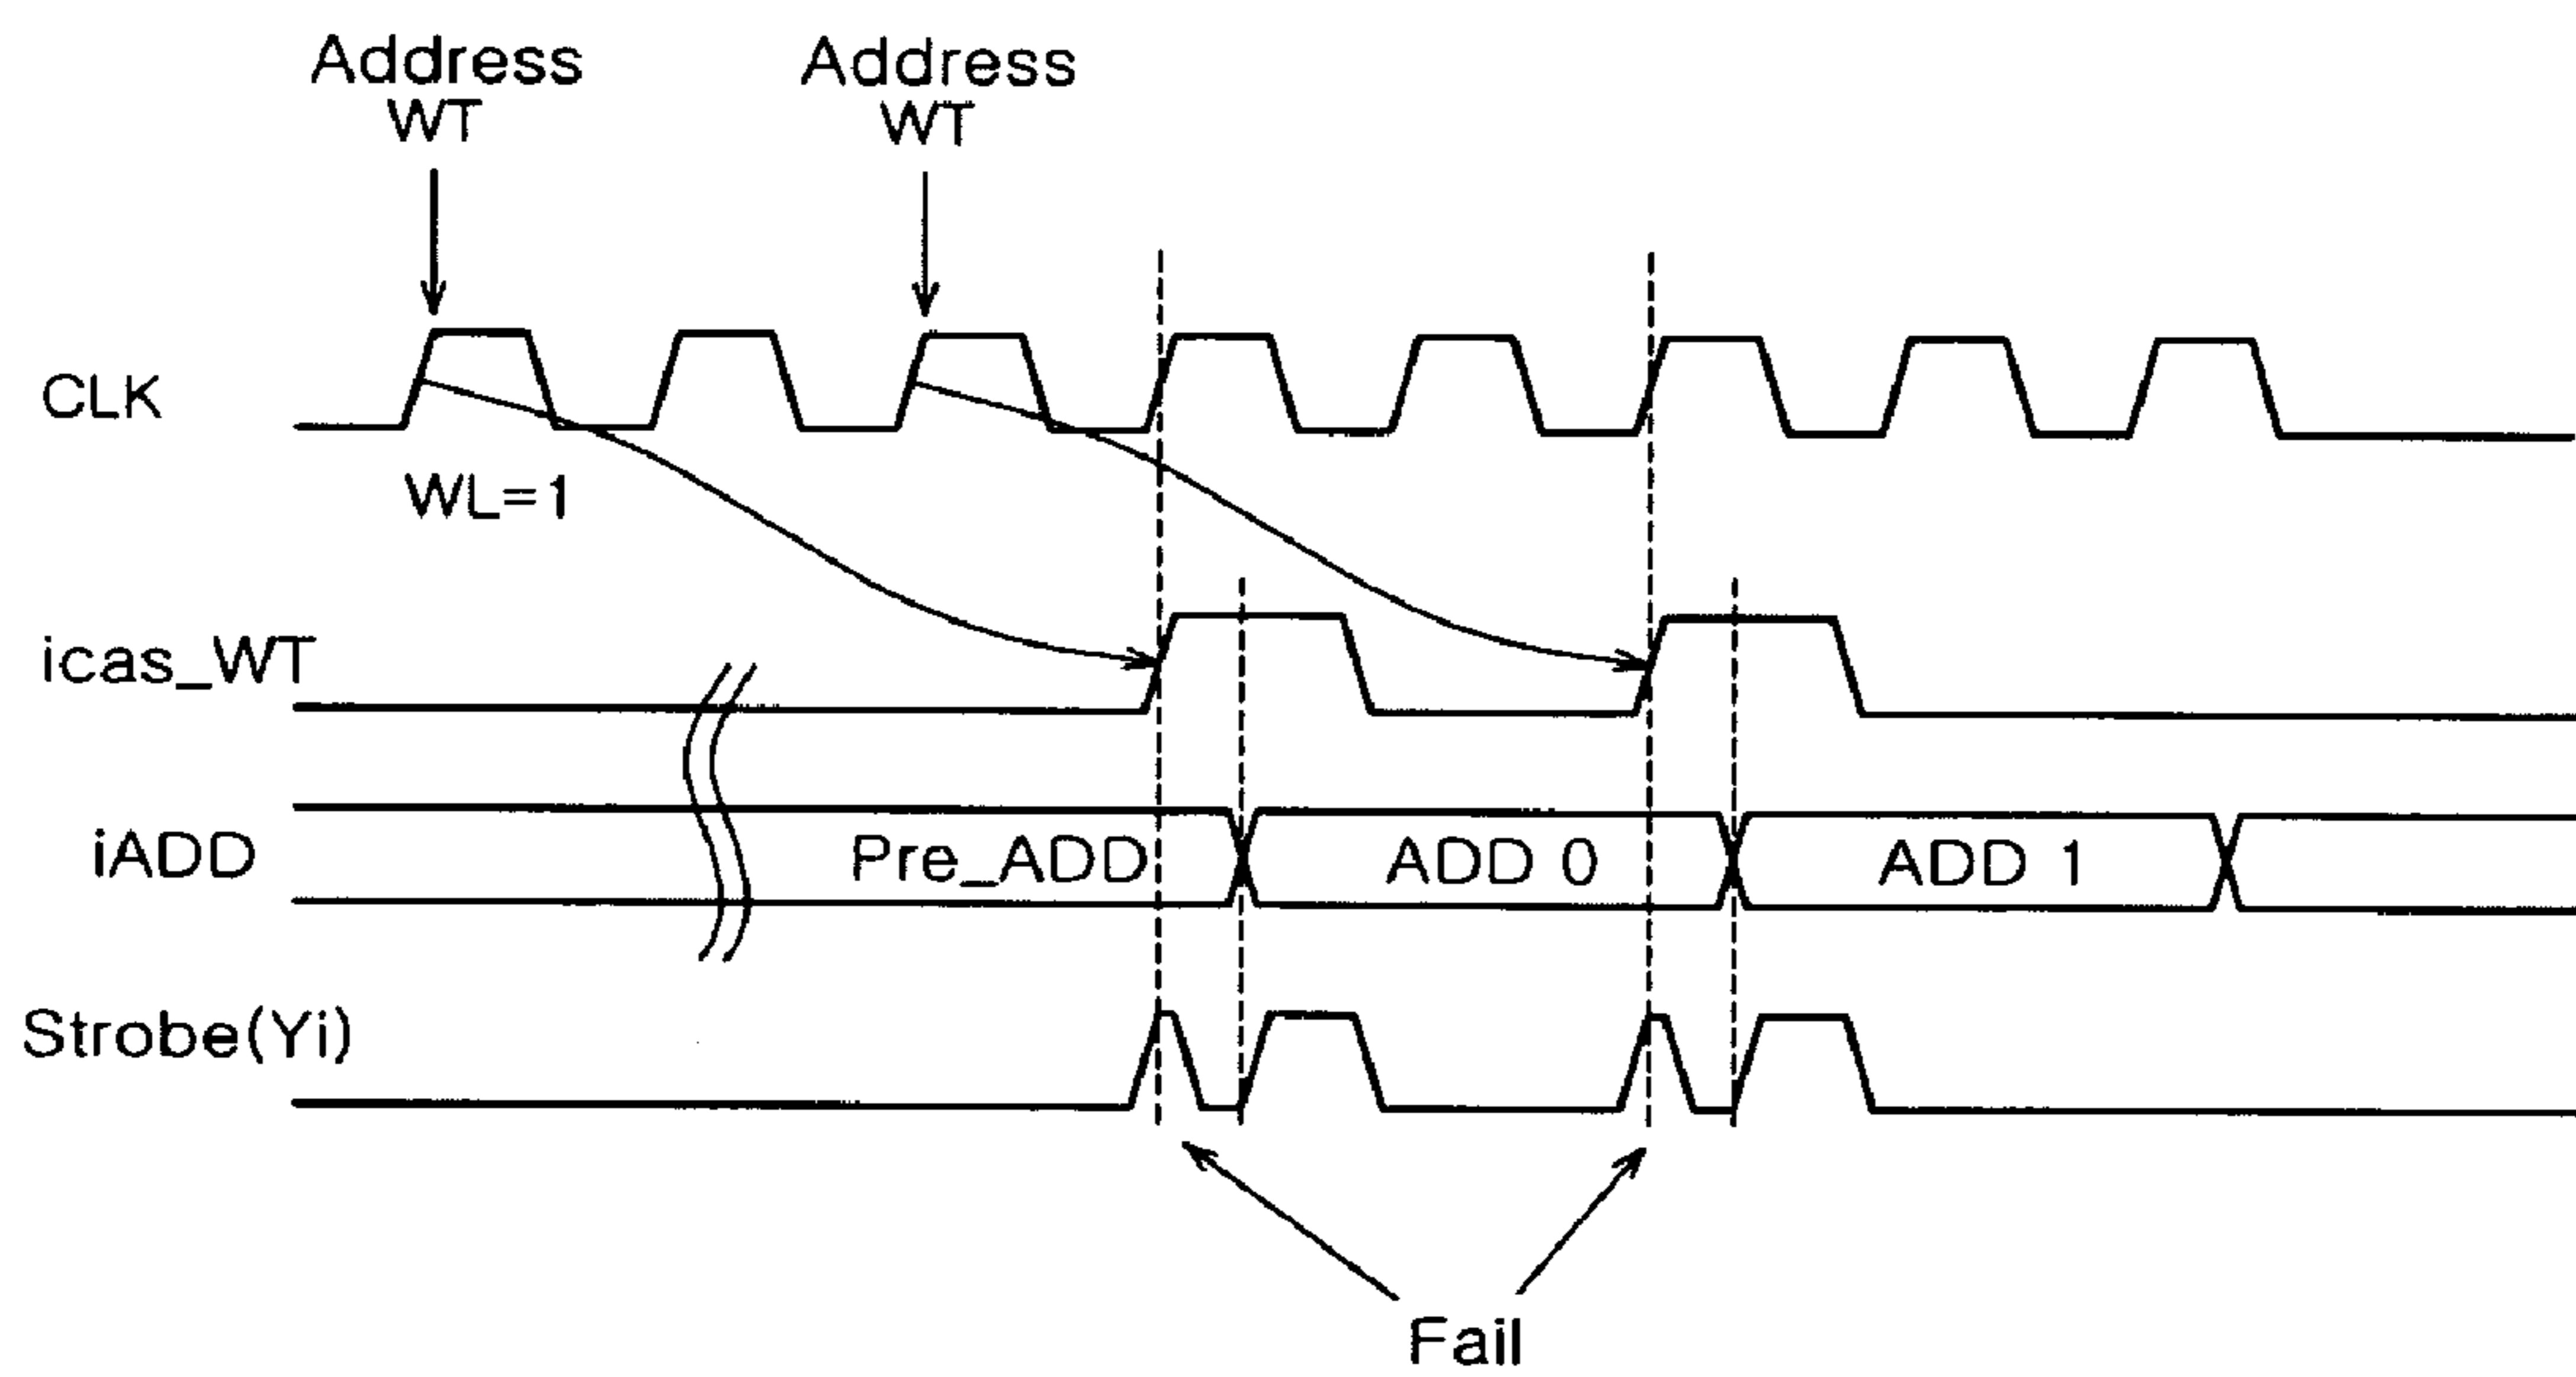 Address
WT
Address
WT
CLK
WL=1
icas_WT
iADD
Pre_ADD
ADD 0
ADD 1
Strobe(Yi)
Fail